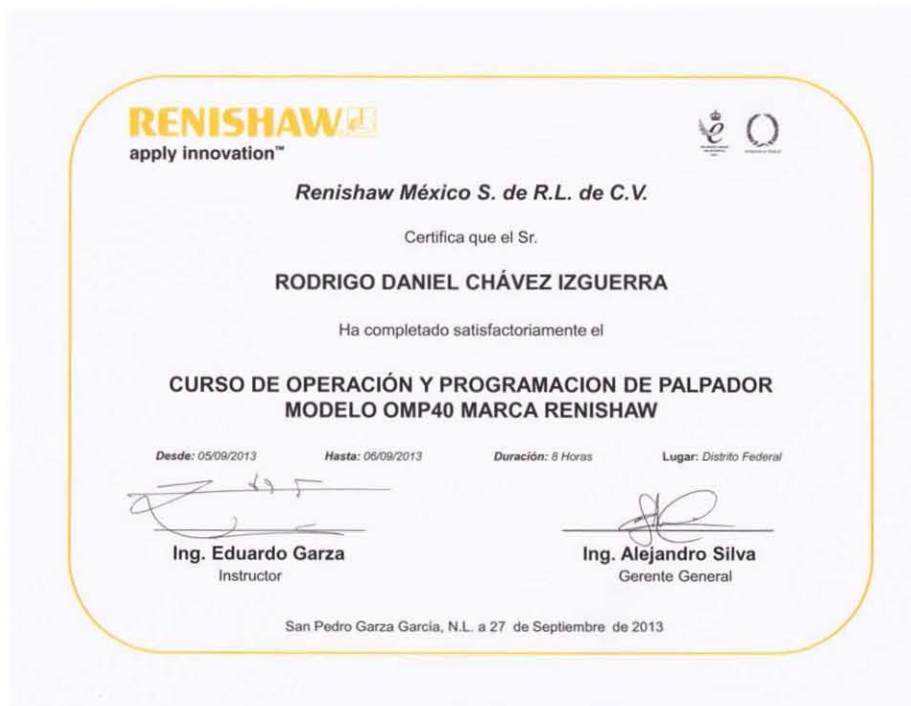 RENISHAW
apply innovation™
Renishaw México S. de R.L. de C.V.
Certifica que el Sr.
RODRIGO DANIEL CHÁVEZ IZGUERRA
Ha completado satisfactoriamente el
CURSO DE OPERACIÓN Y PROGRAMACION DE PALPADOR
MODELO OMP40 MARCA RENISHAW
Desde: 05/09/2013 Hasta: 06/09/2013 Duración: 8 Horas Lugar: Distrito Federal
Ing. Eduardo Garza Ing. Alejandro Silva
Instructor Gerente General
San Pedro Garza García, N.L. a 27 de Septiembre de 2013